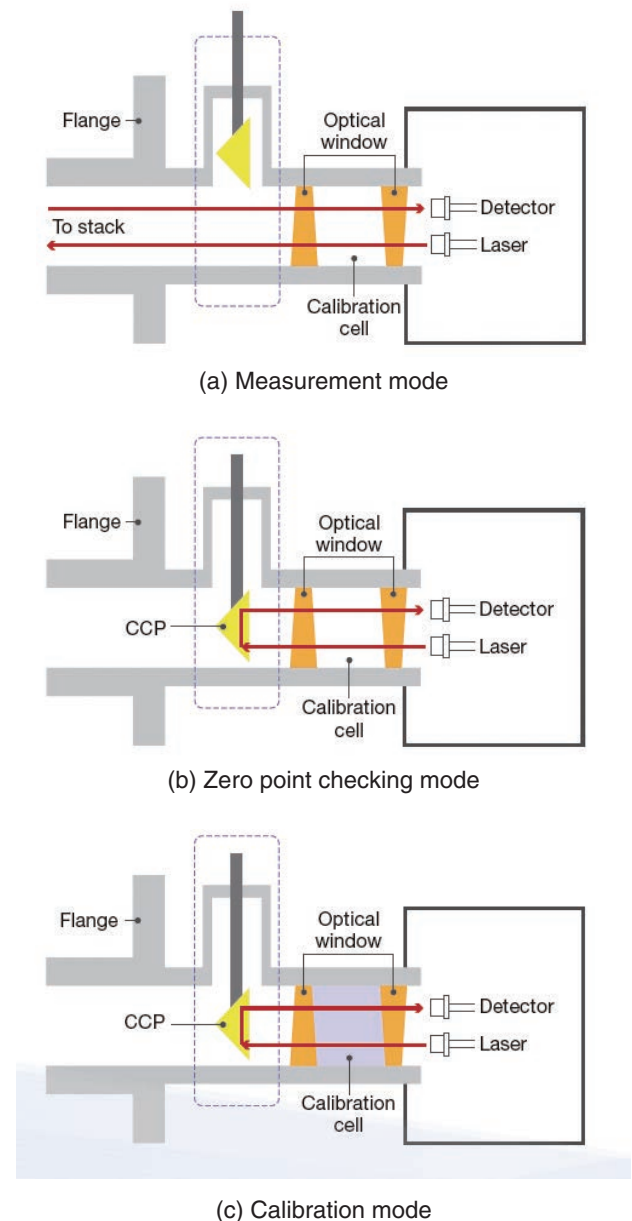 Flange
Optical
window
Detector
To stack
Laser
Calibration
cell
(a) Measurement mode
Flange
Optical
window
Detector
CCP
Laser
Calibration
cell
(b) Zero point checking mode
Flange
Optical
window
Detector
CCP
Laser
Calibration
cell
(c) Calibration mode